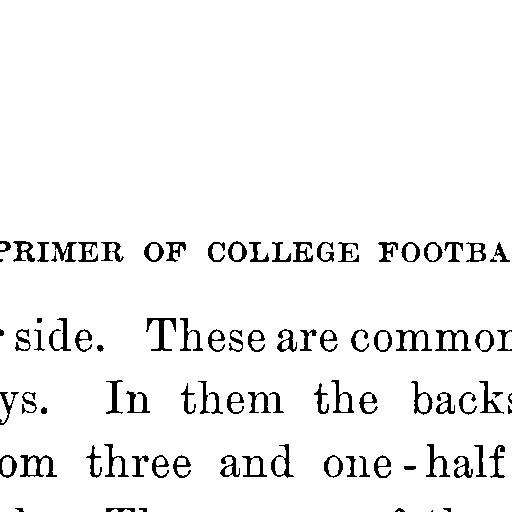 PRIMER OF COLLEGE FOOTBA
side. These are common
ys. In them the backs
om three and one-half